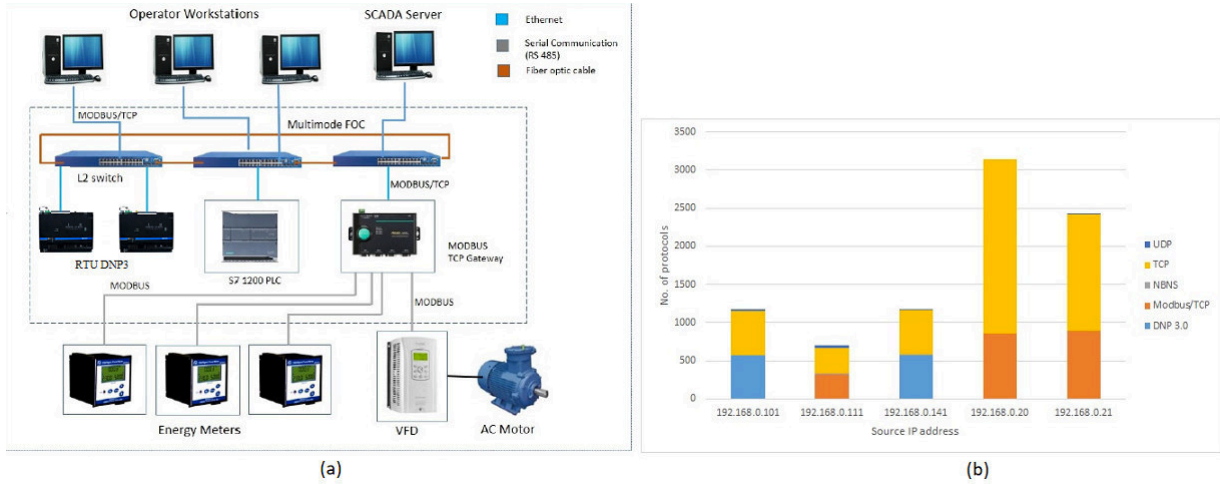 Operator Workstations
SCADA Server
Ethernet
Serial Communication
(RS 485)
Fiber optic cable
MODBUS/TCP
Multimode FOC
L2 switch
MODBUS/TCP
RTU DNP3
S7 1200 PLC
MODBUS
TCP Gateway
MODBUS
MODBUS
Energy Meters
VFD
AC Motor
(a)
3500
3000
2500
2000
1500
1000
500
0
No. of protocols
192.168.0.101
192.168.0.111
192.168.0.141
192.168.0.20
192.168.0.21
Source IP address
UDP
TCP
NBNS
Modbus/TCP
DNP 3.0
(b)